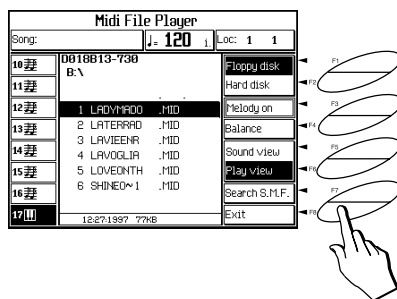 Midi File Player
Song: ♩= 120 i. Loc: 1 1
D018B13-730
B:\
10
11
12
13
14
15
16
17
1 LADYMADO .MID
2 LATERRAD .MID
3 LAVIEENR .MID
4 LAVOGLIA .MID
5 LOVEONTH .MID
6 SHINEO~1 .MID
12-27-1997 77KB
Floppy disk
Hard disk
Melody on
Balance
Sound view
Play view
Search S.M.F.
Exit
F1
F2
F3
F4
F5
F6
F7
F8